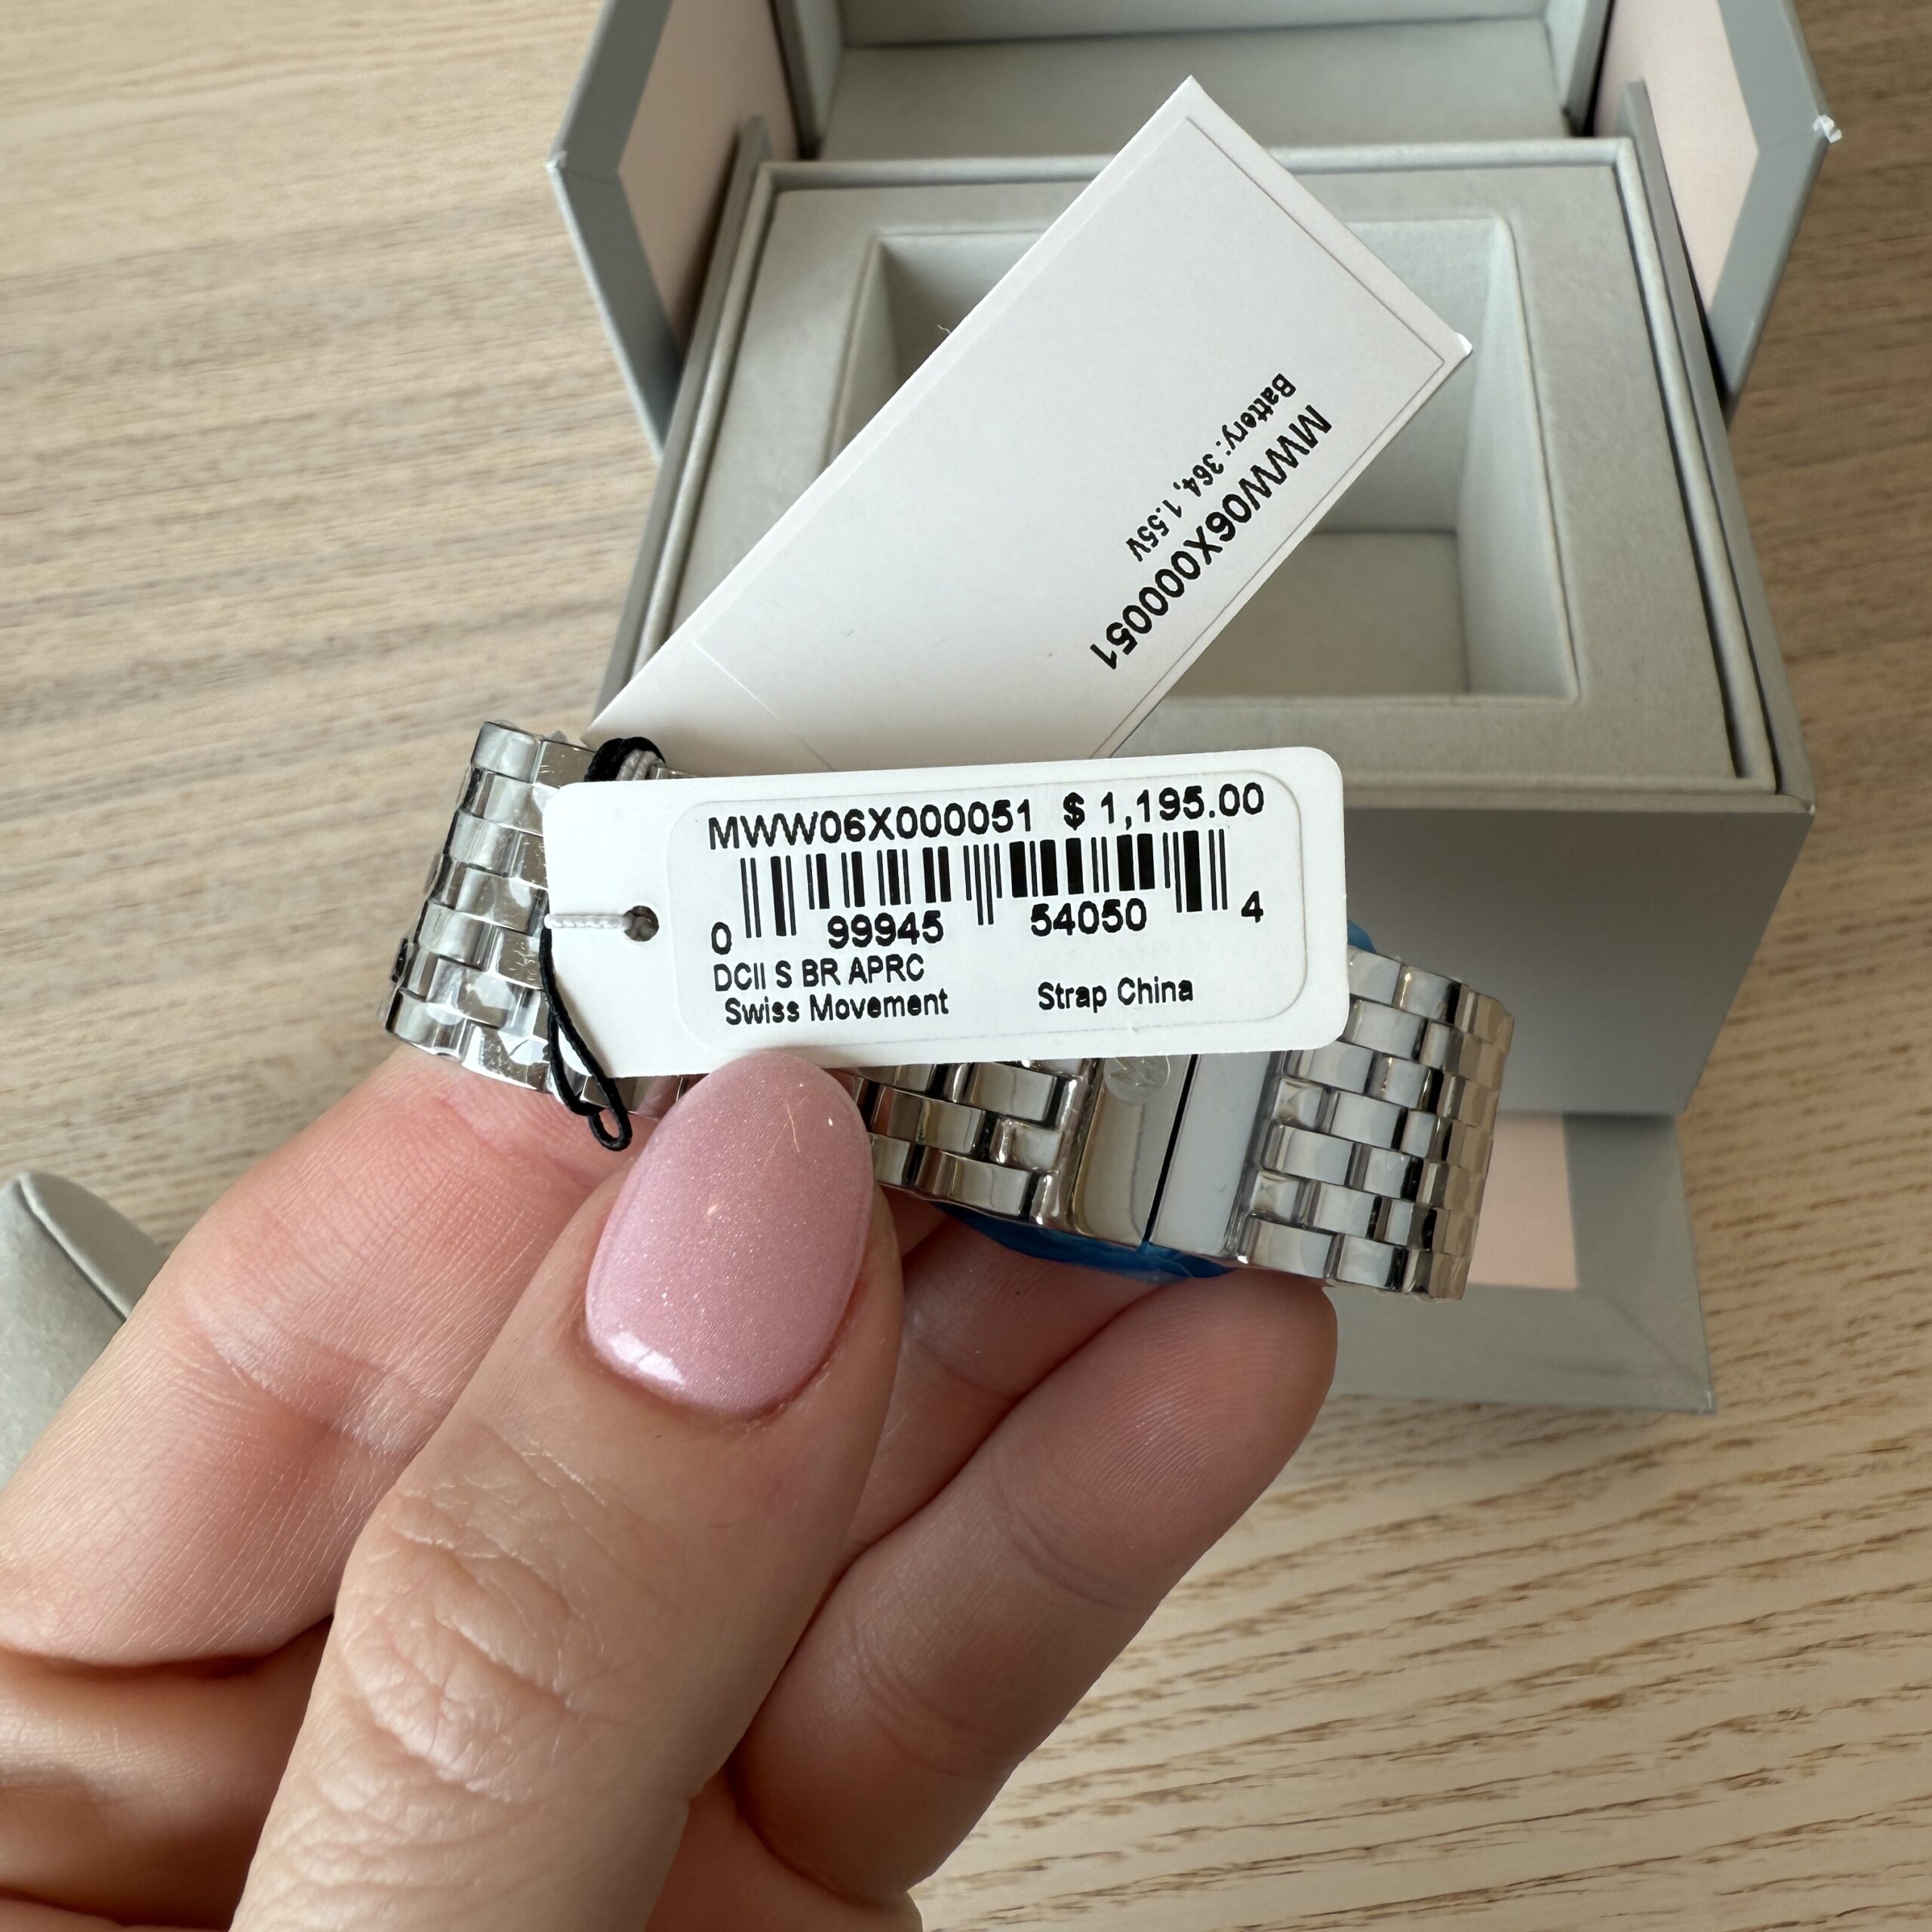 MWW06X000051
Battery: 364, 1.55V
MWW06X000051 $ 1,195.00
0 99945 54050 4
DCII S BR APRC
Swiss Movement Strap China